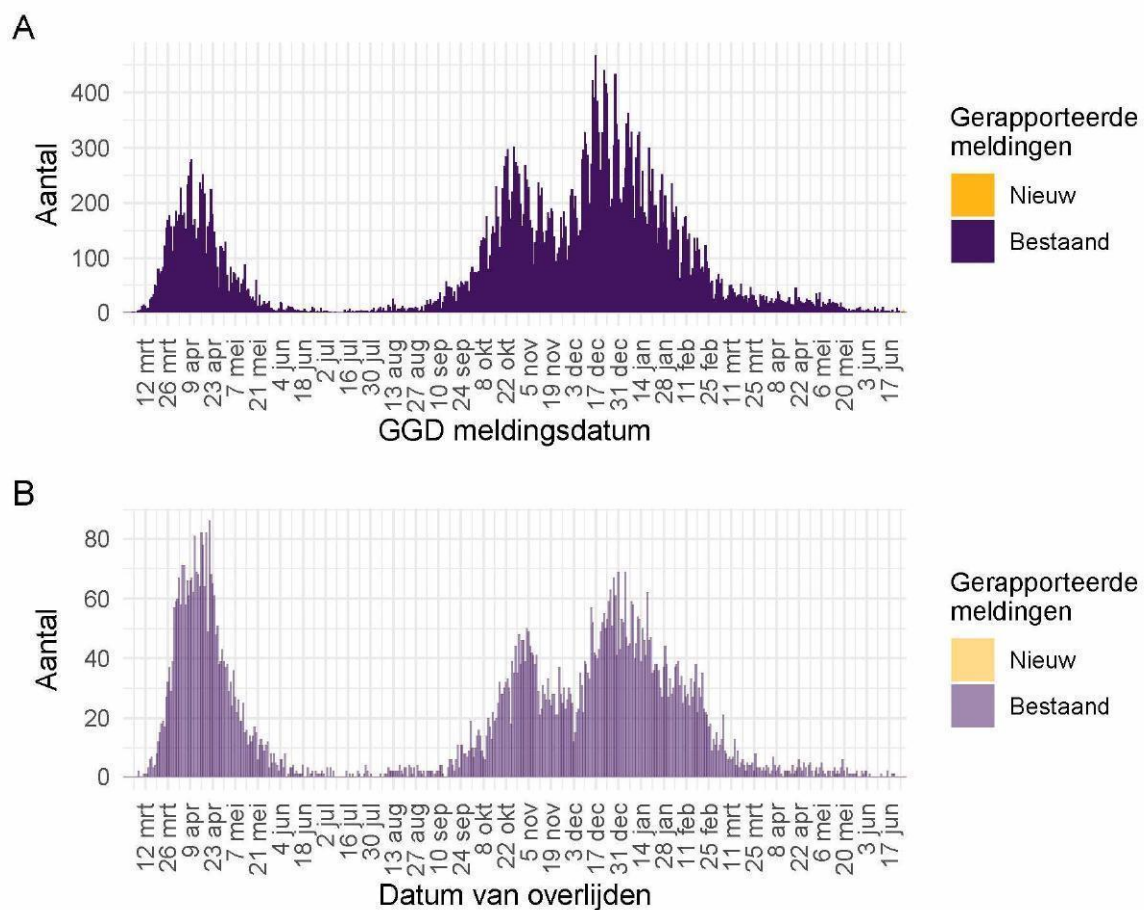 A
Aantal
400
300
200
100
0
12 mrt
26 mrt
9 apr
23 apr
7 mei
21 mei
4 jun
18 jun
2 jul
16 jul
30 jul
13 aug
27 aug
10 sep
24 sep
8 okt
22 okt
5 nov
19 nov
3 dec
17 dec
31 dec
14 jan
28 jan
11 feb
25 feb
11 mrt
25 mrt
8 apr
22 apr
6 mei
20 mei
3 jun
17 jun
GGD meldingsdatum
Gerapporteerde
meldingen
Nieuw
Bestaand
B
Aantal
80
60
40
20
0
12 mrt
26 mrt
9 apr
23 apr
7 mei
21 mei
4 jun
18 jun
2 jul
16 jul
30 jul
13 aug
27 aug
10 sep
24 sep
8 okt
22 okt
5 nov
19 nov
3 dec
17 dec
31 dec
14 jan
28 jan
11 feb
25 feb
11 mrt
25 mrt
8 apr
22 apr
6 mei
20 mei
3 jun
17 jun
Datum van overlijden
Gerapporteerde
meldingen
Nieuw
Bestaand